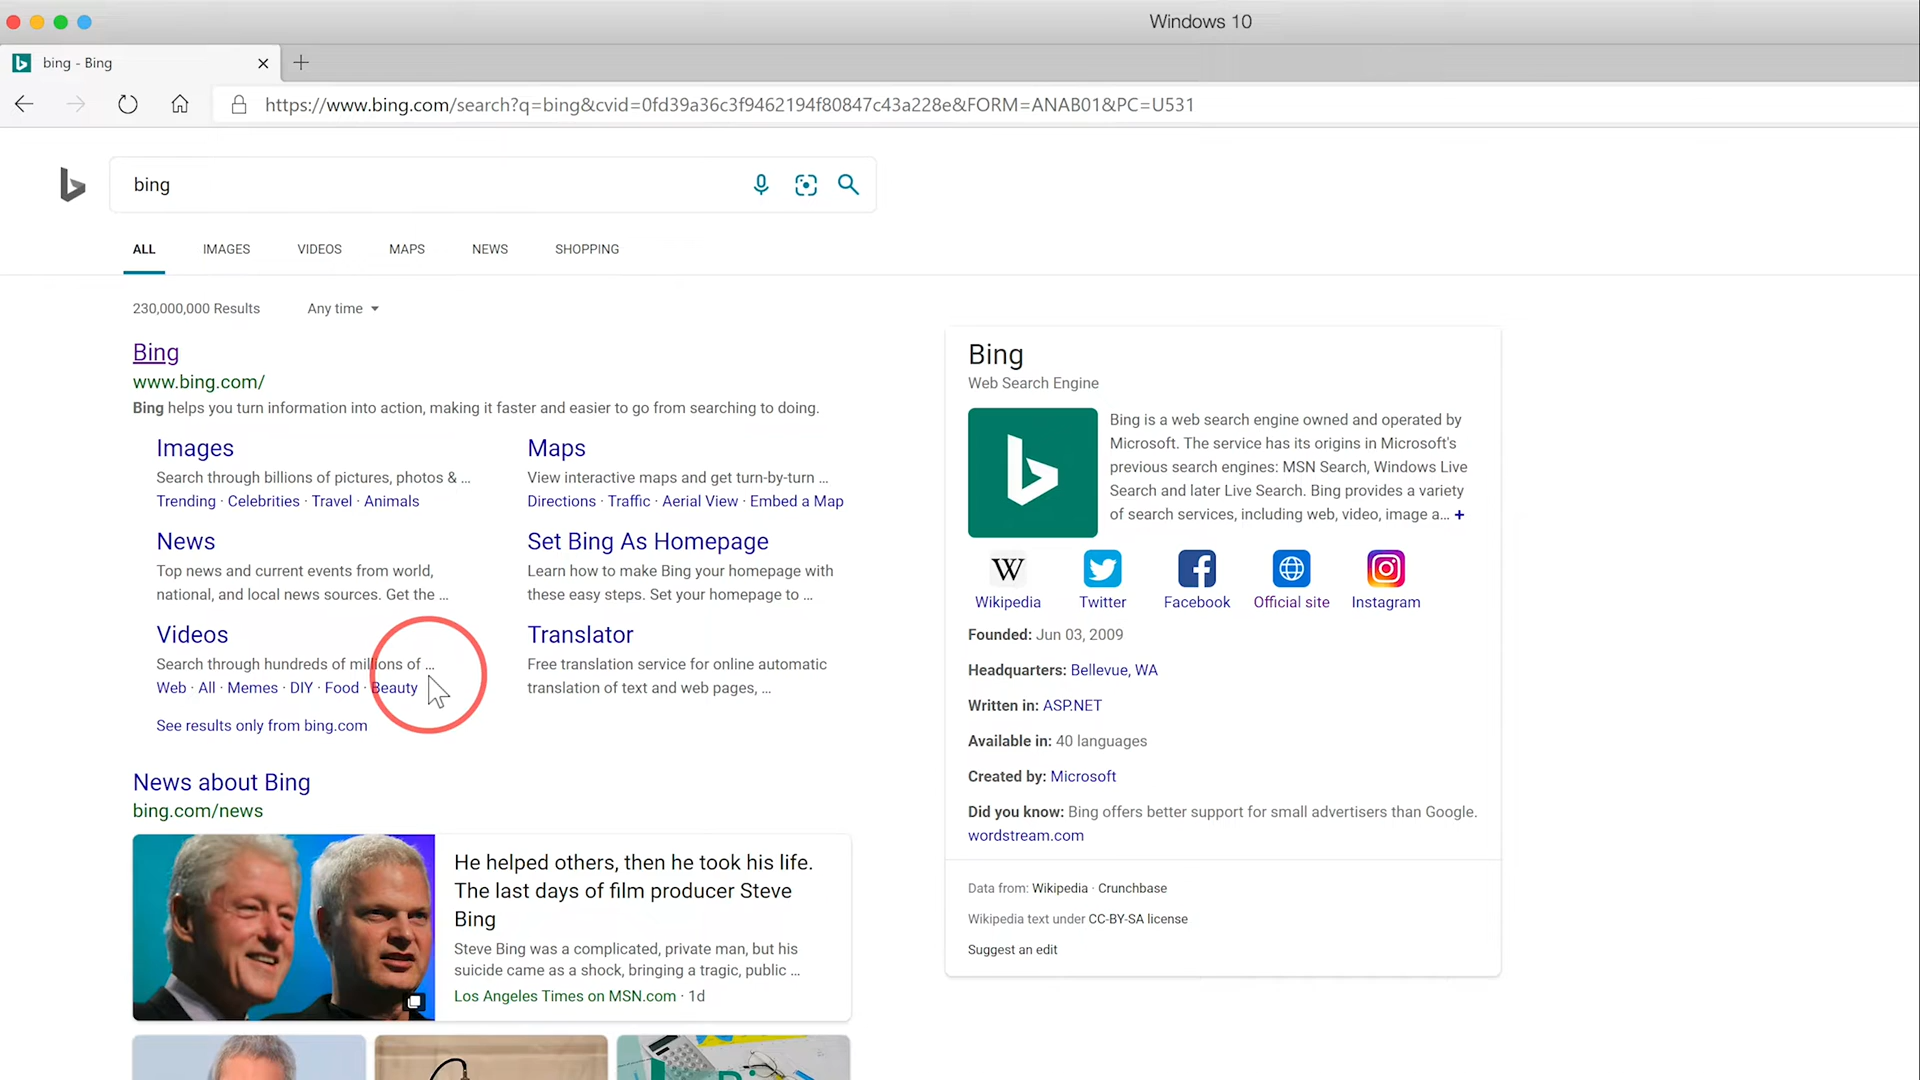 Windows 10
bing - Bing
https://www.bing.com/search?q=bing&cvid=0fd39a36c3f9462194f80847c43a228e&FORM=ANAB01&PC=U531
bing
ALL IMAGES VIDEOS MAPS NEWS SHOPPING
230,000,000 Results Any time
Bing
www.bing.com/
Bing helps you turn information into action, making it faster and easier to go from searching to doing.
Images
Search through billions of pictures, photos & ...
Trending · Celebrities · Travel · Animals
Maps
View interactive maps and get turn-by-turn ...
Directions · Traffic · Aerial View · Embed a Map
News
Top news and current events from world,
national, and local news sources. Get the ...
Set Bing As Homepage
Learn how to make Bing your homepage with
these easy steps. Set your homepage to ...
Videos
Search through hundreds of millions of ...
Web · All · Memes · DIY · Food · Beauty
Translator
Free translation service for online automatic
translation of text and web pages, ...
See results only from bing.com
News about Bing
bing.com/news
He helped others, then he took his life.
The last days of film producer Steve
Bing
Steve Bing was a complicated, private man, but his
suicide came as a shock, bringing a tragic, public ...
Los Angeles Times on MSN.com · 1d
Bing
Web Search Engine
Bing is a web search engine owned and operated by
Microsoft. The service has its origins in Microsoft's
previous search engines: MSN Search, Windows Live
Search and later Live Search. Bing provides a variety
of search services, including web, video, image a... +
W
Wikipedia Twitter Facebook Official site Instagram
Founded: Jun 03, 2009
Headquarters: Bellevue, WA
Written in: ASP.NET
Available in: 40 languages
Created by: Microsoft
Did you know: Bing offers better support for small advertisers than Google.
wordstream.com
Data from: Wikipedia · Crunchbase
Wikipedia text under CC-BY-SA license
Suggest an edit